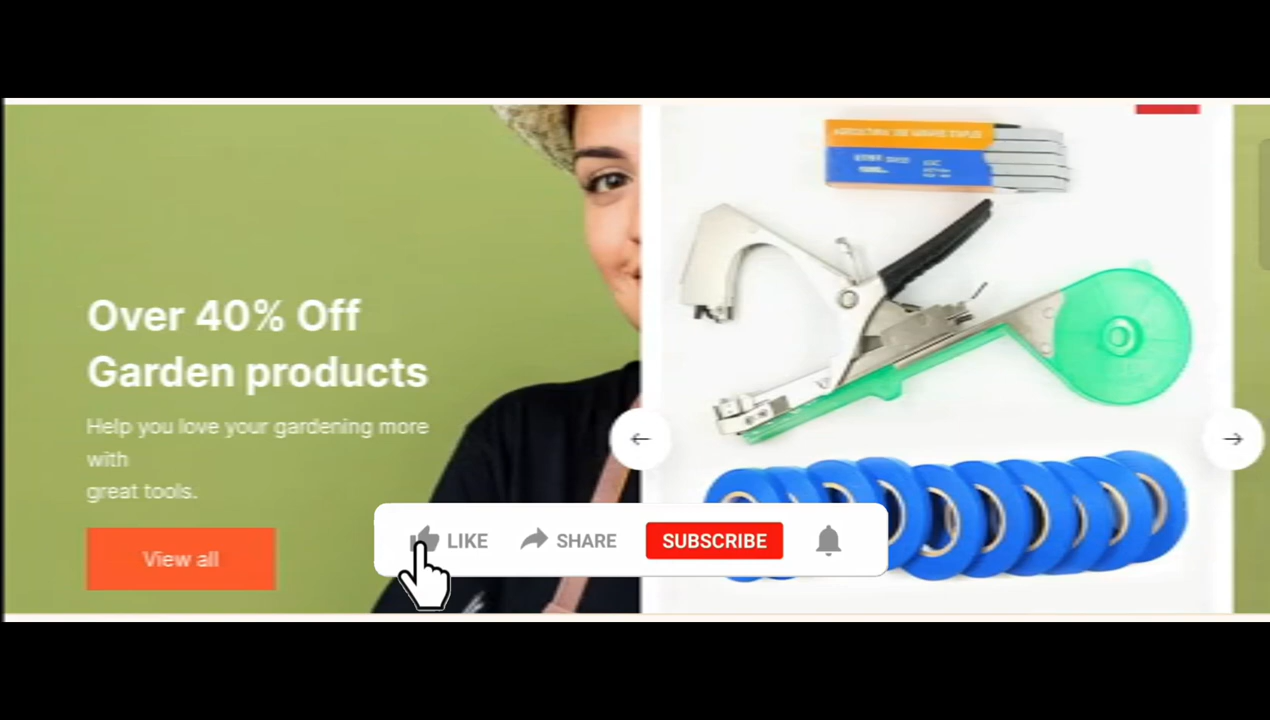 Over 40% Off
Garden products
Help you love your gardening more
with
great tools.
View all
LIKE
SHARE
SUBSCRIBE